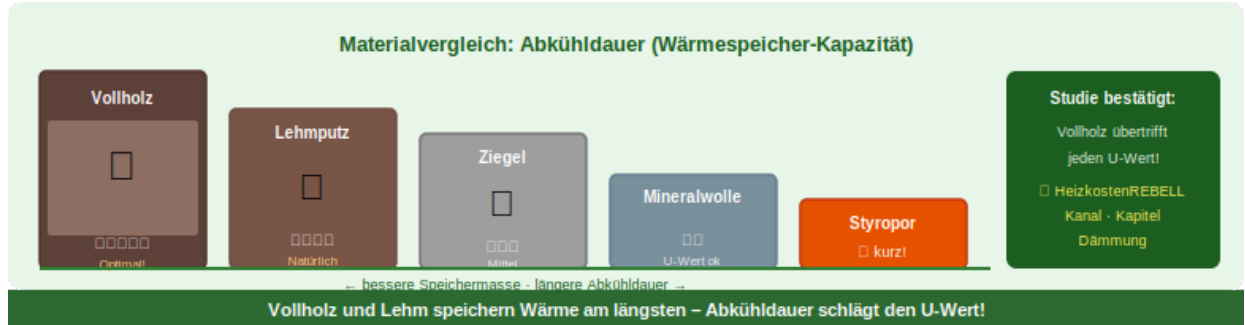 Materialvergleich: Abkühldauer (Wärmespeicher-Kapazität)
Vollholz
Optimal!
Lehmputz
Natürlich
Ziegel
Mittel
Mineralwolle
U-Wert ok
Styropor
kurz!
Studie bestätigt:
Vollholz übertrifft
jeden U-Wert!
HeizkostenREBELL
Kanal · Kapitel
Dämmung
← bessere Speichermasse · längere Abkühldauer →
Vollholz und Lehm speichern Wärme am längsten – Abkühldauer schlägt den U-Wert!